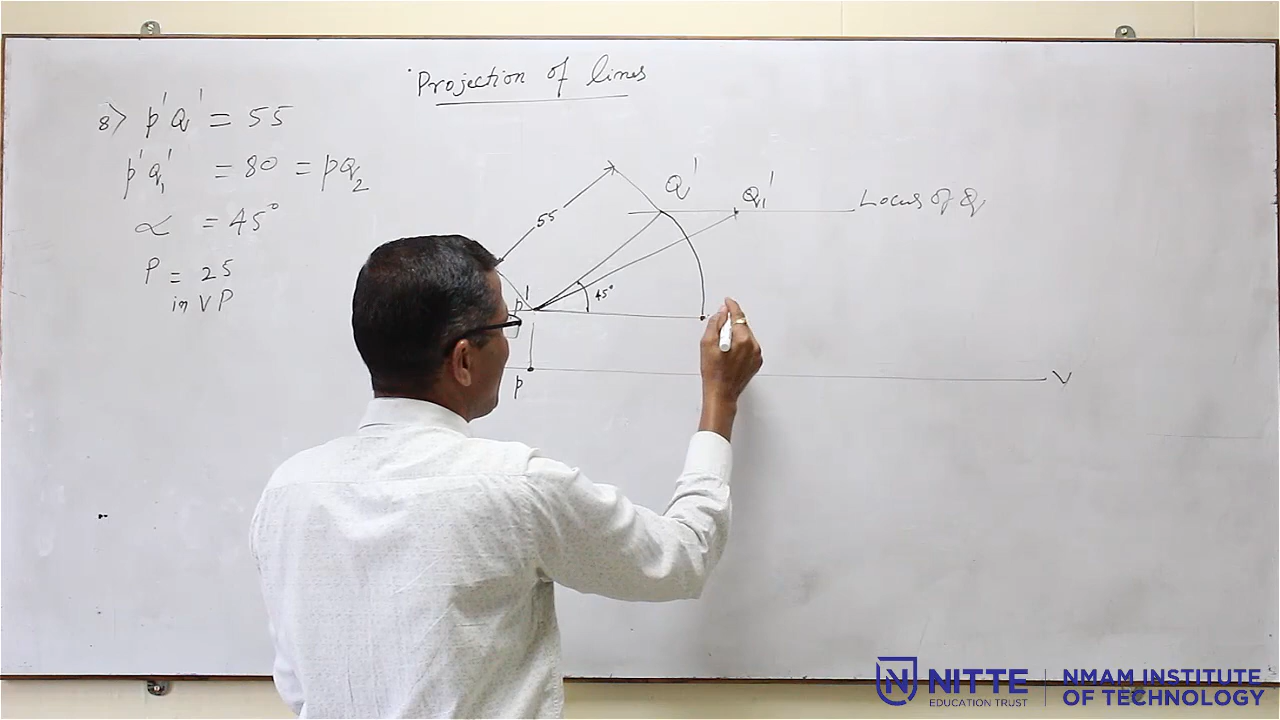 Projection of lines
8> p'Q' = 55
p'Q₁' = 80 = pQ₂
α = 45°
P = 25
in VP
55
Q'
Q₁'
Locus of Q
p'
45°
p
V
NITTE
EDUCATION TRUST
NMAM INSTITUTE
OF TECHNOLOGY